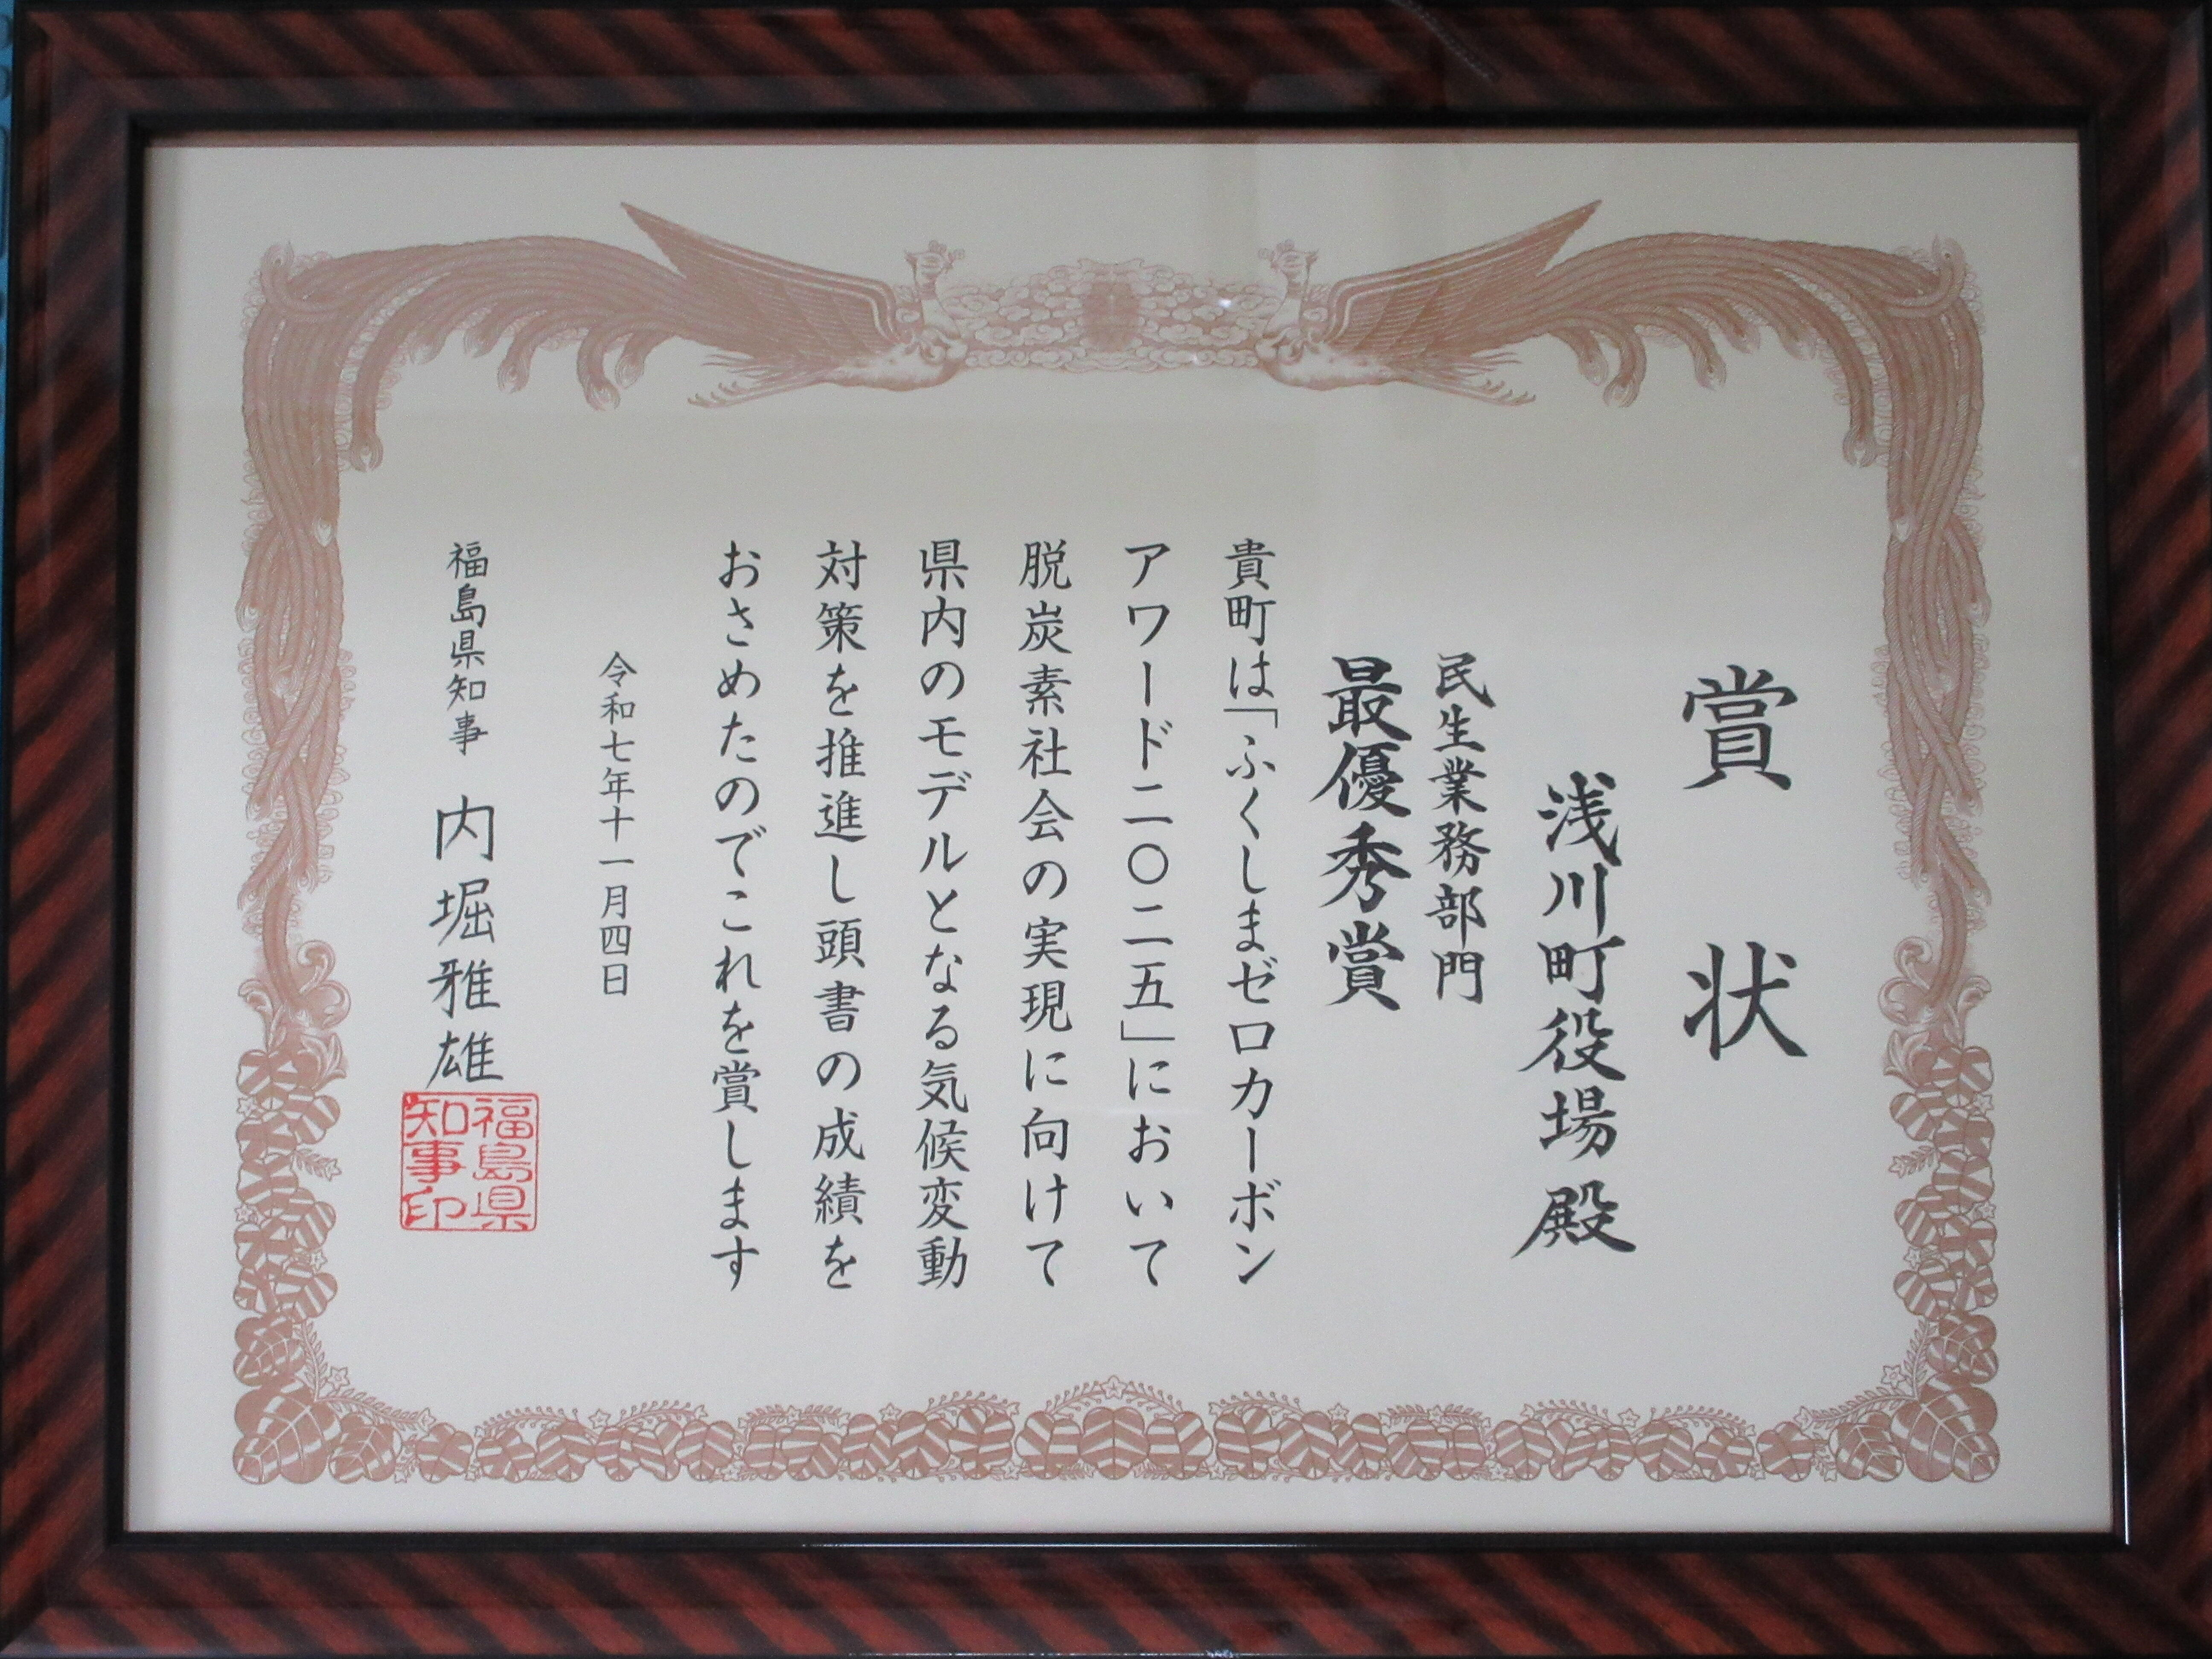 賞状
浅川町役場殿
民生業務部門
最優秀賞
貴町は「ふくしまゼロカーボン
アワード二〇二五」において
脱炭素社会の実現に向けて
県内のモデルとなる気候変動
対策を推進し頭書の成績を
おさめたのでこれを賞します
令和七年十一月四日
福島県知事 内堀雅雄
福島県
知事印